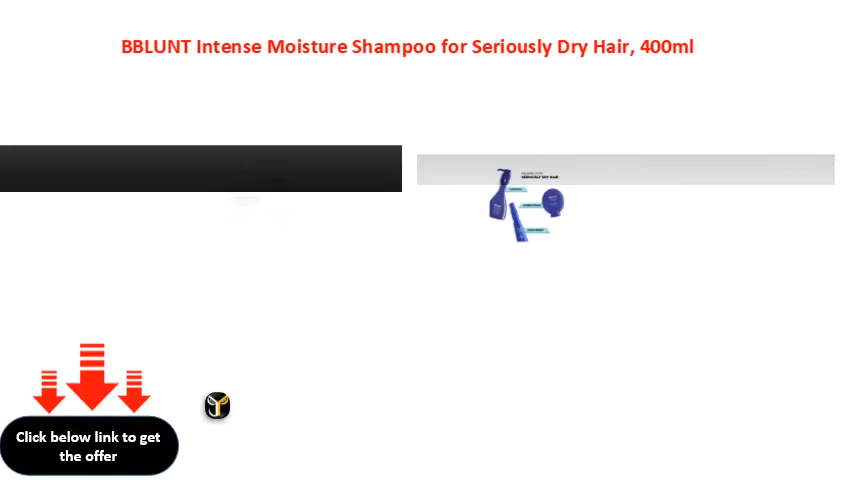 BBLUNT Intense Moisture Shampoo for Seriously Dry Hair, 400ml
SERIOUSLY DRY HAIR
Click below link to get
the offer